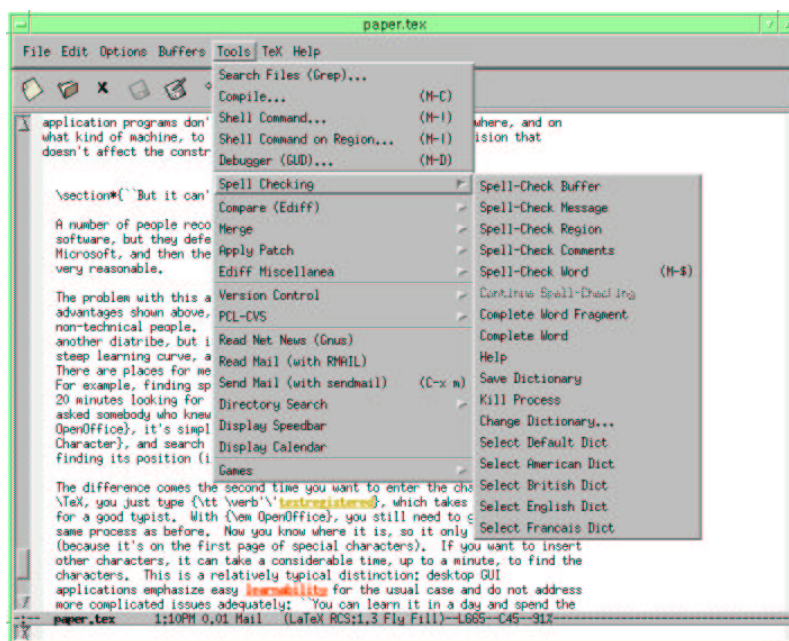 paper.tex
File Edit Options Buffers Tools TeX Help
Search Files (Grep)...
Compile... (M-C)
Shell Command... (M-!)
Shell Command on Region... (M-|)
Debugger (GUD)... (M-D)
Spell Checking
Compare (Ediff)
Merge
Apply Patch
Ediff Miscellanea
Version Control
PCL-CVS
Read Net News (Gnus)
Read Mail (with RMAIL)
Send Mail (with sendmail) (C-x m)
Directory Search
Display Speedbar
Display Calendar
Games
Spell-Check Buffer
Spell-Check Message
Spell-Check Region
Spell-Check Comments
Spell-Check Word (M-$)
Continue Spell-Checking
Complete Word Fragment
Complete Word
Help
Save Dictionary
Kill Process
Change Dictionary...
Select Default Dict
Select American Dict
Select British Dict
Select English Dict
Select Francais Dict
application programs don' where, and on
what kind of machine, to ision that
doesn't affect the constr
\section*{``But it can'
A number of people reco
software, but they defe
Microsoft, and then the
very reasonable.
The problem with this a
advantages shown above,
non-technical people.
another diatribe, but i
steep learning curve, a
There are places for me
For example, finding sp
20 minutes looking for
asked somebody who knew
OpenOffice}, it's simpl
Character}, and search
finding its position (i
The difference comes the second time you want to enter the cha
\TeX, you just type {\tt \verb'\'textregistered}, which takes
for a good typist. With {\em OpenOffice}, you still need to g
same process as before. Now you know where it is, so it only
(because it's on the first page of special characters). If you want to insert
other characters, it can take a considerable time, up to a minute, to find the
characters. This is a relatively typical distinction: desktop GUI
applications emphasize easy learnability for the usual case and do not address
more complicated issues adequately: ``You can learn it in a day and spend the
-:-- paper.tex 1:10PM 0.01 Mail (LaTeX RCS:1.3 Fly Fill)--L665--C45--91%--